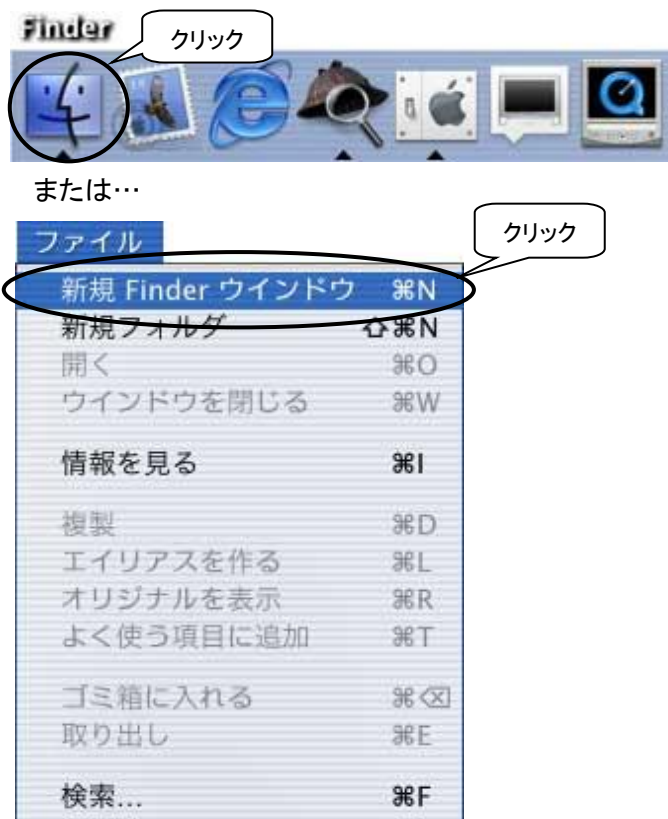 Finder
クリック
または…
クリック
ファイル
新規 Finder ウインドウ ⌘N
新規フォルダ ⇧⌘N
開く ⌘O
ウインドウを閉じる ⌘W
情報を見る ⌘I
複製 ⌘D
エイリアスを作る ⌘L
オリジナルを表示 ⌘R
よく使う項目に追加 ⌘T
ゴミ箱に入れる ⌘⌫
取り出し ⌘E
検索... ⌘F